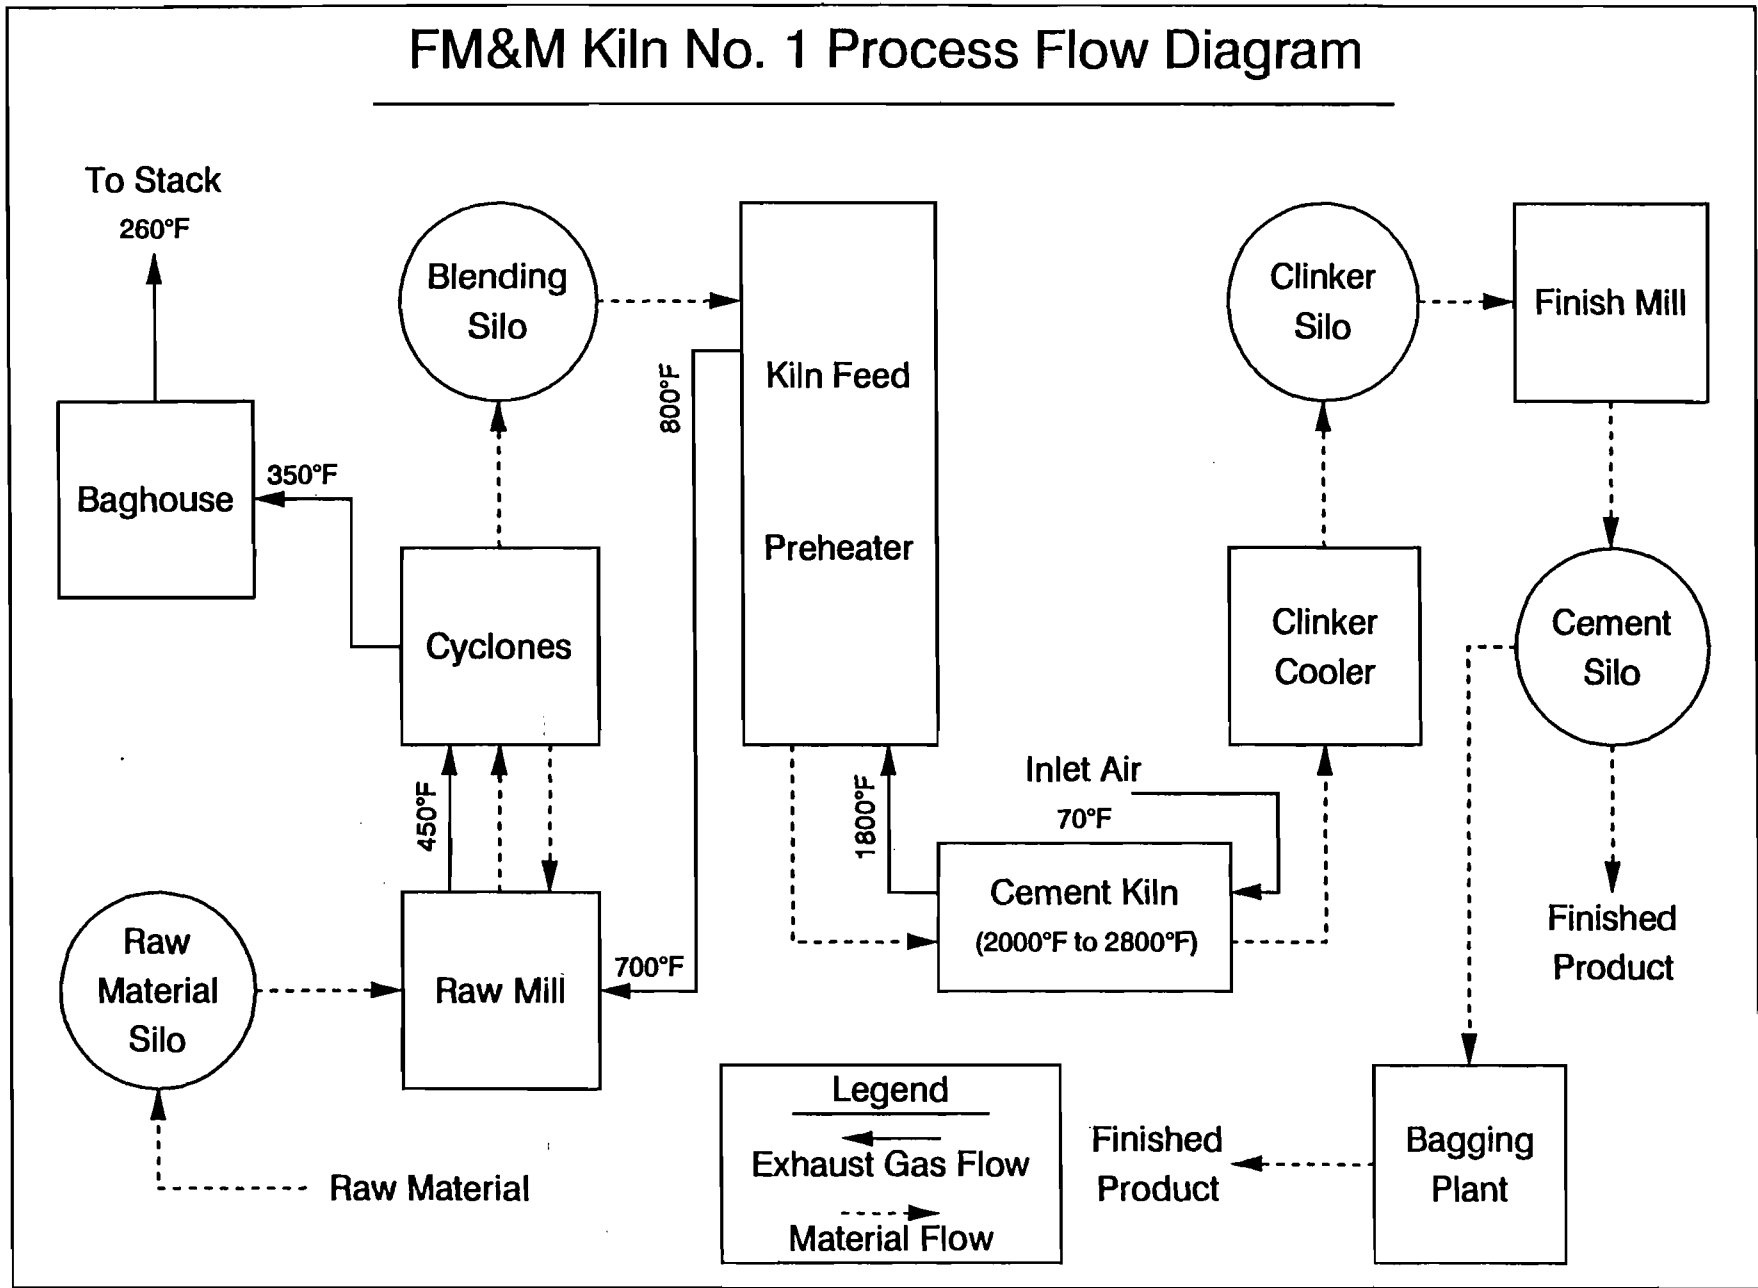 FM&M Kiln No. 1 Process Flow Diagram
To Stack
260°F
Blending
Silo
Kiln Feed
Preheater
Clinker
Silo
Finish Mill
800°F
Baghouse
350°F
Cyclones
Clinker
Cooler
Cement
Silo
450°F
1800°F
Inlet Air
70°F
Cement Kiln
(2000°F to 2800°F)
Raw
Material
Silo
Raw Mill
700°F
Finished
Product
Raw Material
Legend
Exhaust Gas Flow
Material Flow
Finished
Product
Bagging
Plant